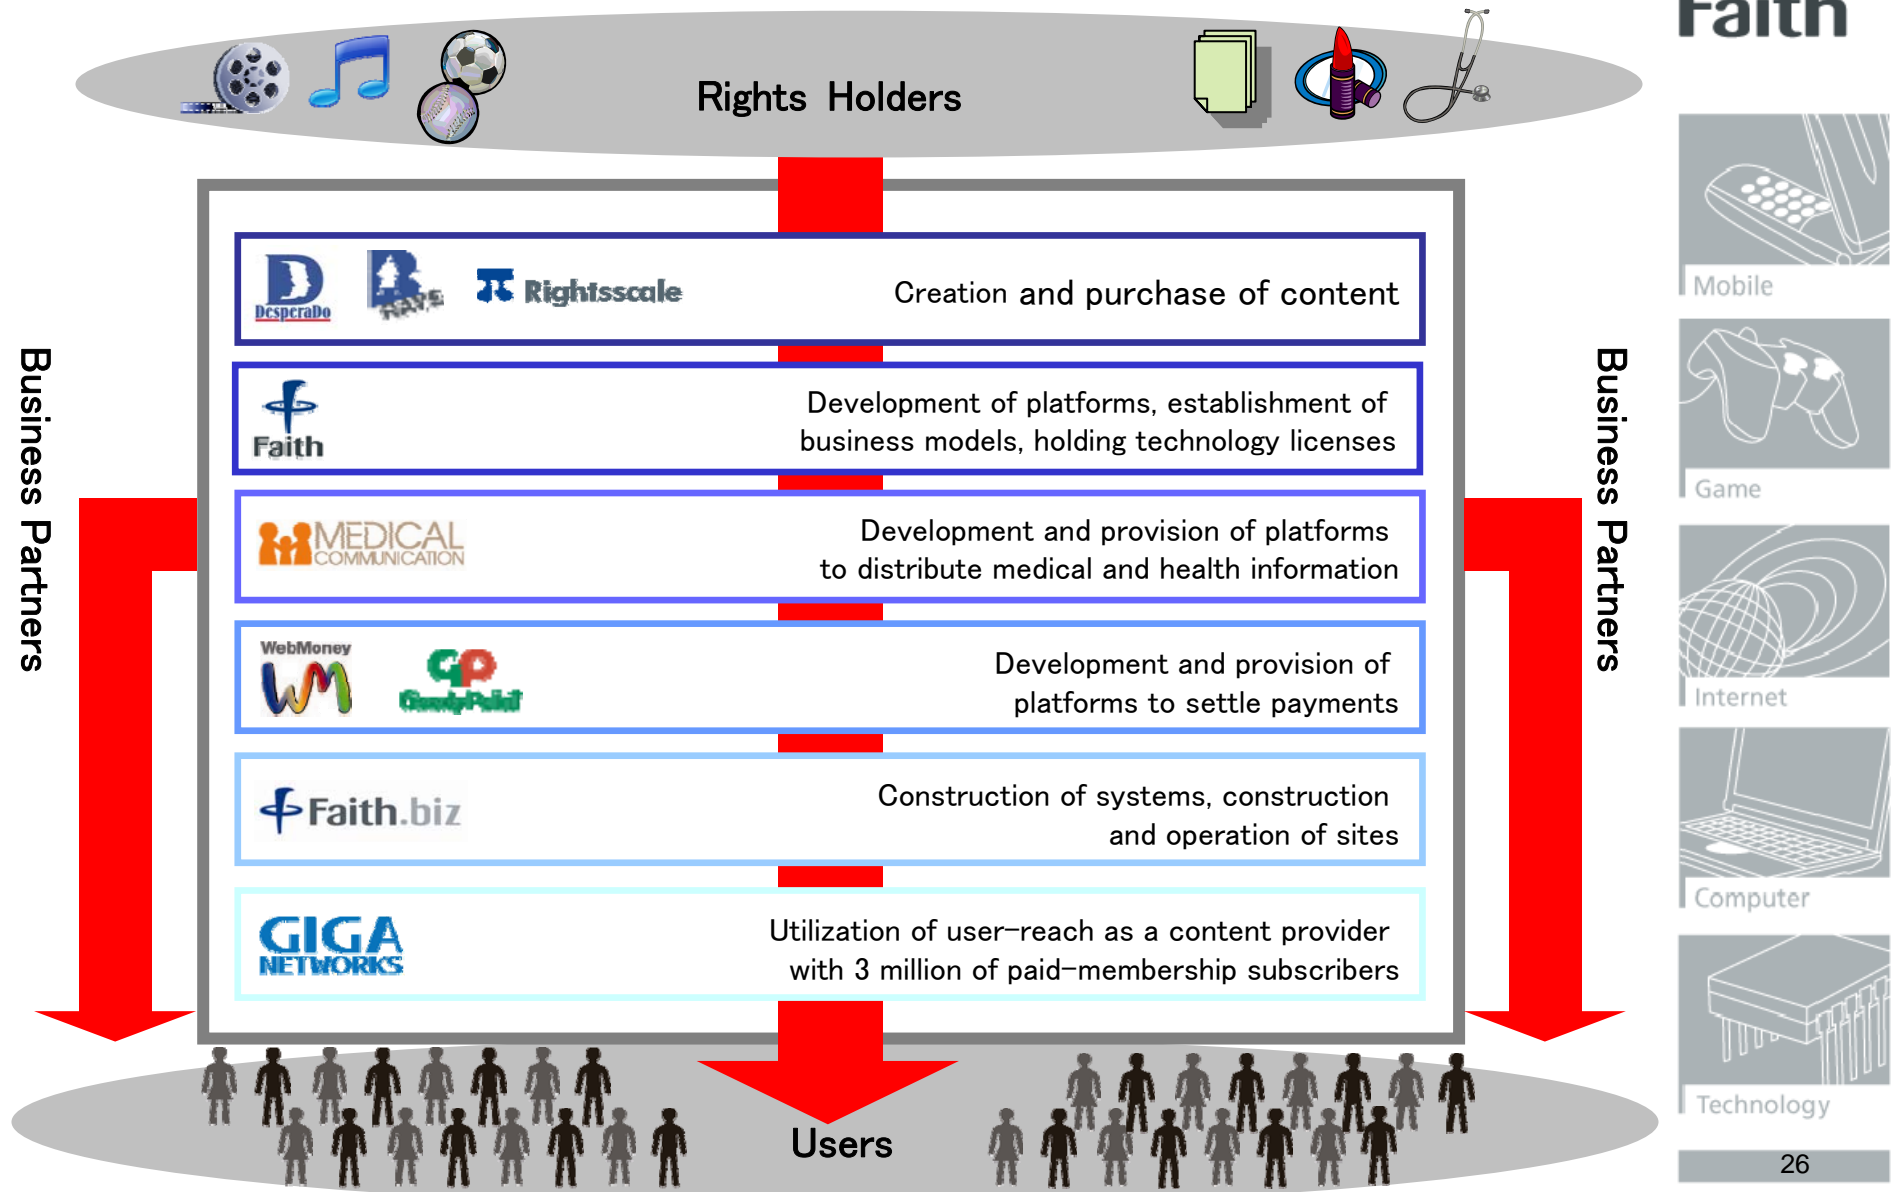 Faith
Rights Holders
DesperaDo
Rightsscale
Creation and purchase of content
Faith
Development of platforms, establishment of
business models, holding technology licenses
MEDICAL
COMMUNICATION
Development and provision of platforms
to distribute medical and health information
WebMoney
WM
GP
Development and provision of
platforms to settle payments
Faith.biz
Construction of systems, construction
and operation of sites
GIGA
NETWORKS
Utilization of user-reach as a content provider
with 3 million of paid-membership subscribers
Business Partners
Business Partners
Users
Mobile
Game
Internet
Computer
Technology
26